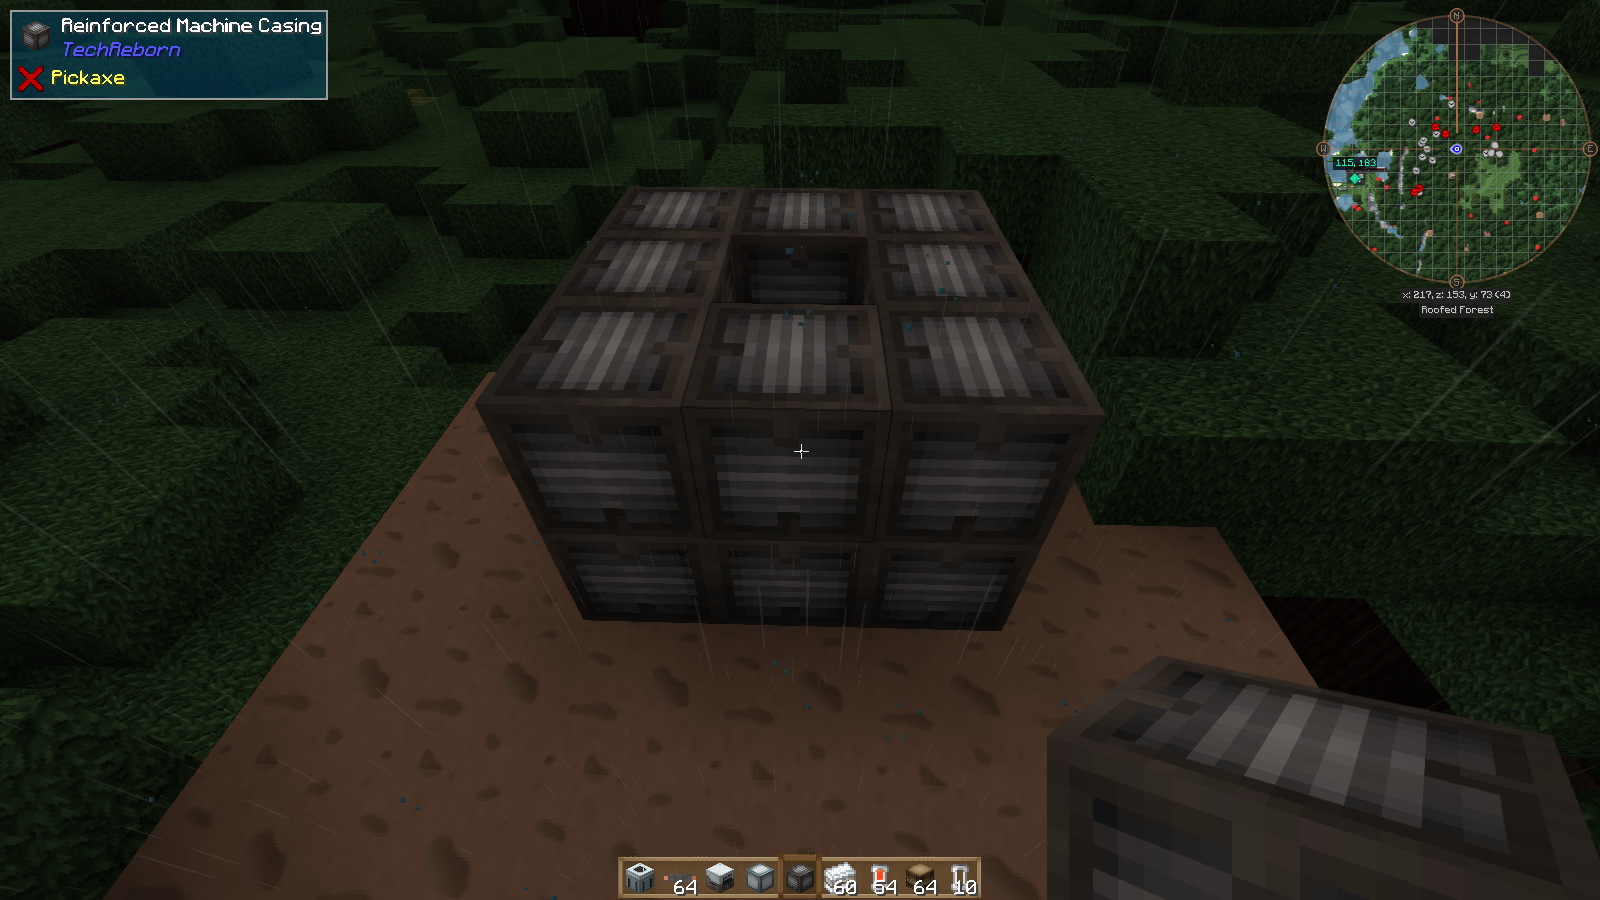 Reinforced Machine Casing
TechReborn
Pickaxe
N
W
E
115, 183
S
x: 217, z: 153, y: 73 (4)
Roofed Forest
64
60
64
64
10